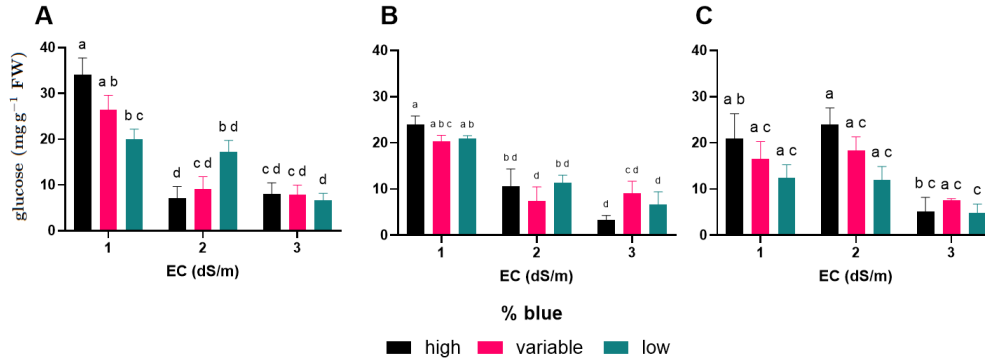 A
glucose (mg g−1 FW)
40
30
20
10
0
a
a b
b c
d
c d
b d
d
c d
d
1 2 3
EC (dS/m)
B
40
30
20
10
0
a
a b c
a b
b d
d
b d
d
c d
d
1 2 3
EC (dS/m)
C
40
30
20
10
0
a b
a c
a c
a
a c
a c
b c
a c
c
1 2 3
EC (dS/m)
% blue
high variable low